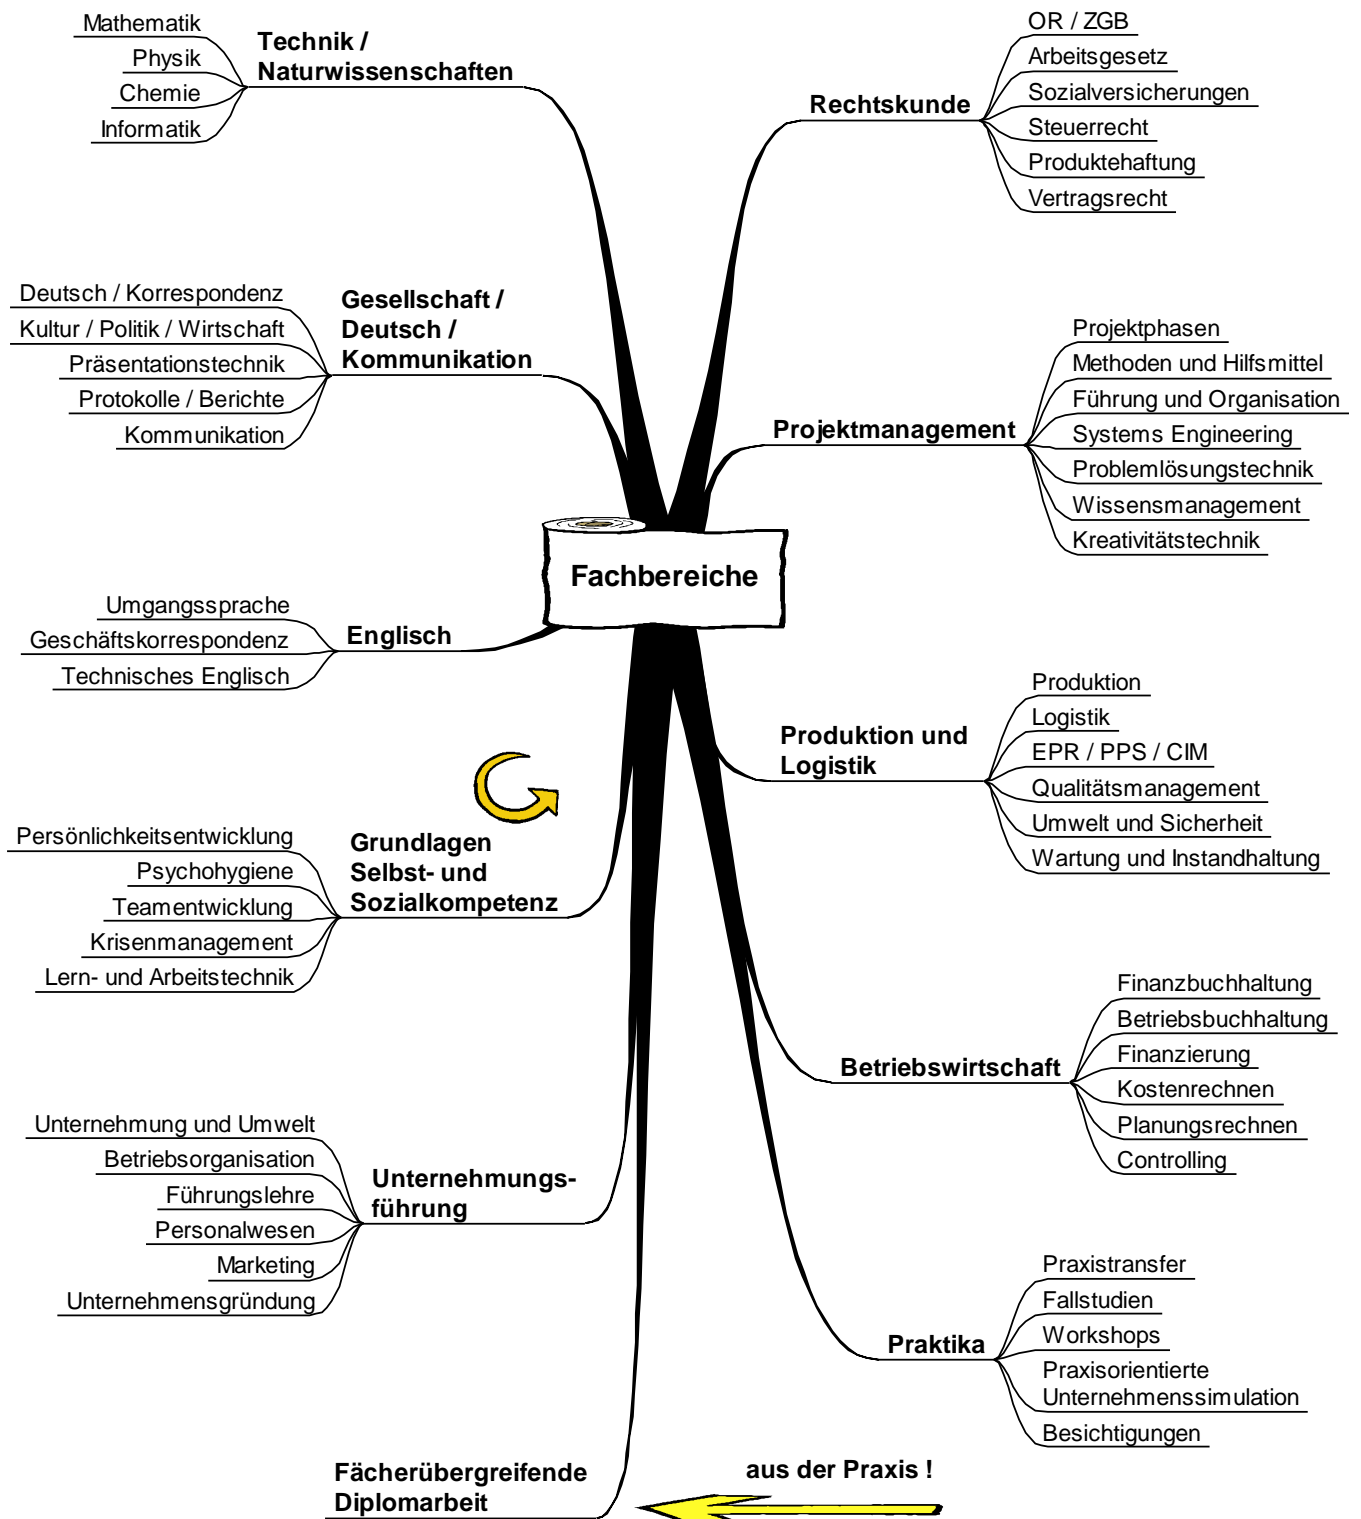 Mathematik
Physik
Chemie
Informatik
Technik /
Naturwissenschaften
Deutsch / Korrespondenz
Kultur / Politik / Wirtschaft
Präsentationstechnik
Protokolle / Berichte
Kommunikation
Gesellschaft /
Deutsch /
Kommunikation
Umgangssprache
Geschäftskorrespondenz
Technisches Englisch
Englisch
Persönlichkeitsentwicklung
Psychohygiene
Teamentwicklung
Krisenmanagement
Lern- und Arbeitstechnik
Grundlagen
Selbst- und
Sozialkompetenz
Unternehmung und Umwelt
Betriebsorganisation
Führungslehre
Personalwesen
Marketing
Unternehmensgründung
Unternehmungs-
führung
Fächerübergreifende
Diplomarbeit
Fachbereiche
Rechtskunde
OR / ZGB
Arbeitsgesetz
Sozialversicherungen
Steuerrecht
Produktehaftung
Vertragsrecht
Projektmanagement
Projektphasen
Methoden und Hilfsmittel
Führung und Organisation
Systems Engineering
Problemlösungstechnik
Wissensmanagement
Kreativitätstechnik
Produktion und
Logistik
Produktion
Logistik
EPR / PPS / CIM
Qualitätsmanagement
Umwelt und Sicherheit
Wartung und Instandhaltung
Betriebswirtschaft
Finanzbuchhaltung
Betriebsbuchhaltung
Finanzierung
Kostenrechnen
Planungsrechnen
Controlling
Praktika
Praxistransfer
Fallstudien
Workshops
Praxisorientierte
Unternehmenssimulation
Besichtigungen
aus der Praxis !